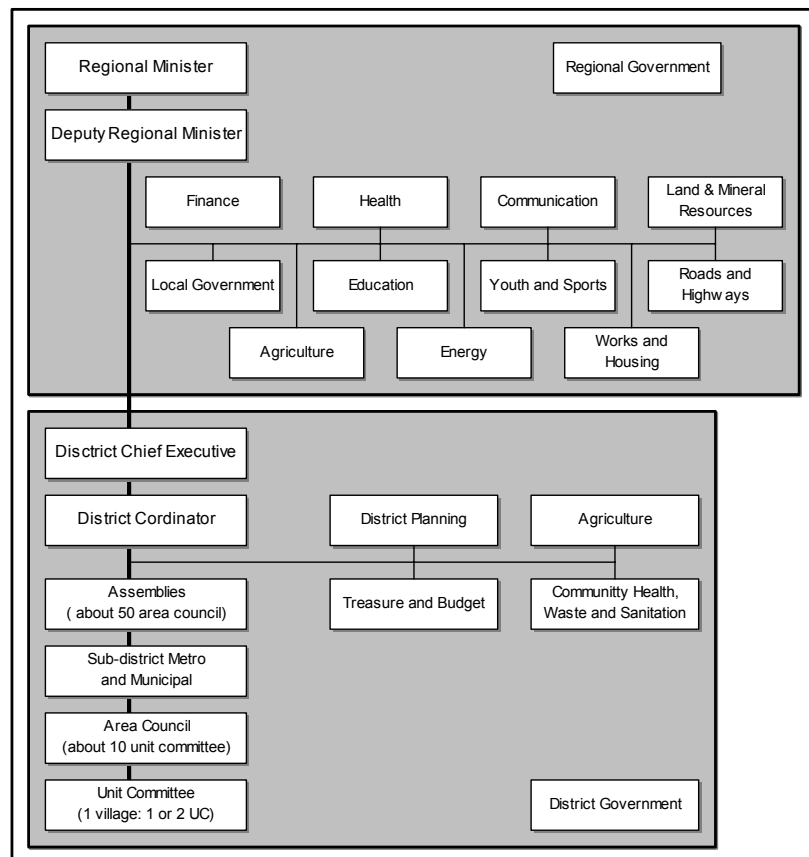 Regional Minister
Regional Government
Deputy Regional Minister
Finance
Health
Communication
Land & Mineral
Resources
Local Government
Education
Youth and Sports
Roads and
Highways
Agriculture
Energy
Works and
Housing
Disctrict Chief Executive
District Cordinator
District Planning
Agriculture
Assemblies
( about 50 area council)
Treasure and Budget
Communitty Health,
Waste and Sanitation
Sub-district Metro
and Municipal
Area Council
(about 10 unit committee)
Unit Committee
(1 village: 1 or 2 UC)
District Government